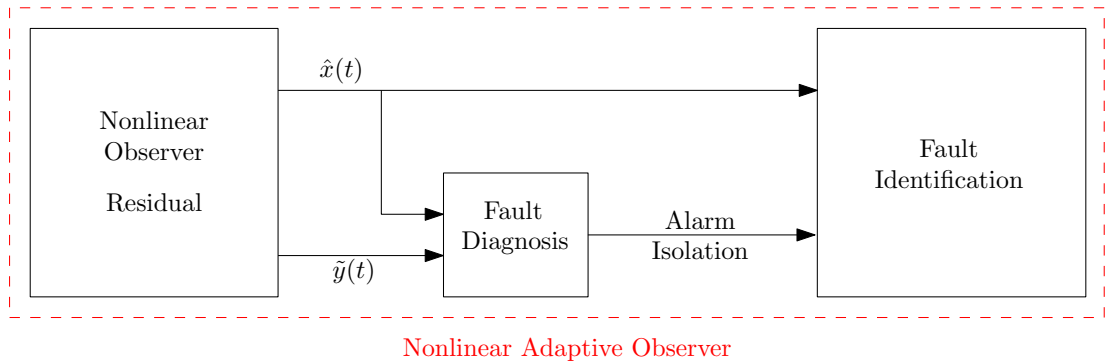 Nonlinear
Observer
Residual
x̂(t)
ỹ(t)
Fault
Diagnosis
Alarm
Isolation
Fault
Identification
Nonlinear Adaptive Observer